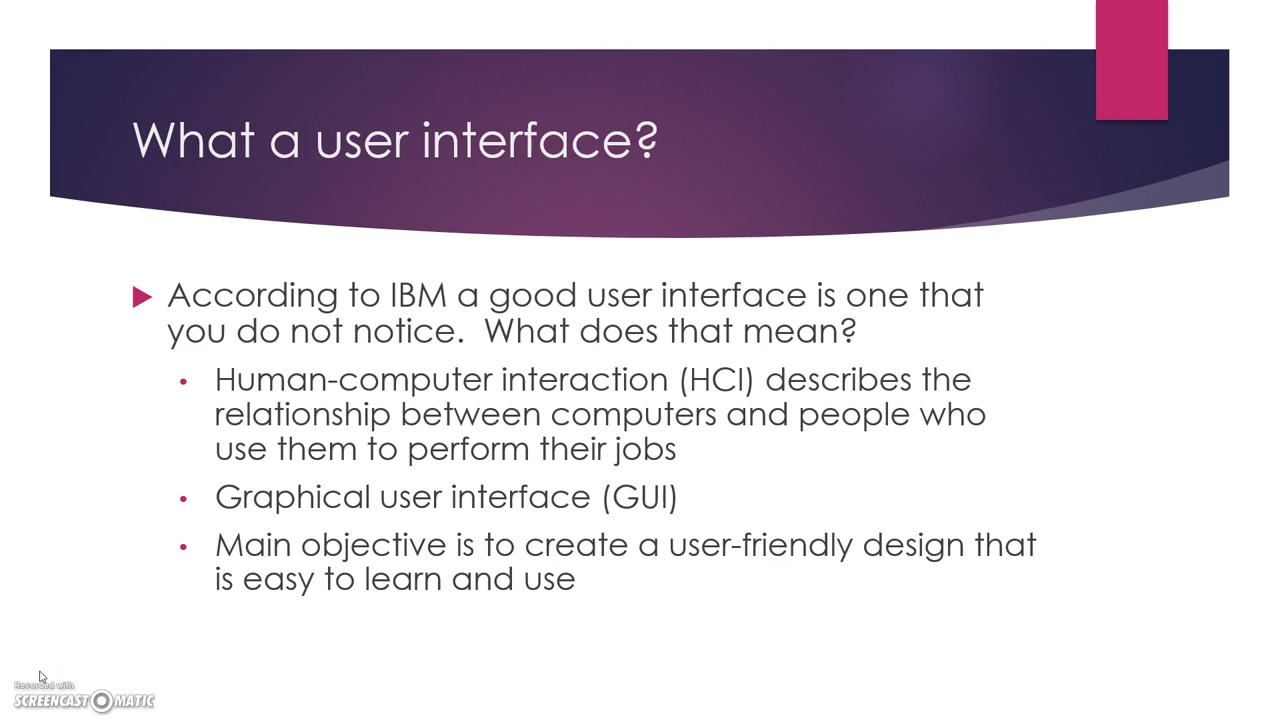 What a user interface?
According to IBM a good user interface is one that
you do not notice.  What does that mean?
Human-computer interaction (HCI) describes the
relationship between computers and people who
use them to perform their jobs
Graphical user interface (GUI)
Main objective is to create a user-friendly design that
is easy to learn and use
Recorded with
SCREENCAST MATIC